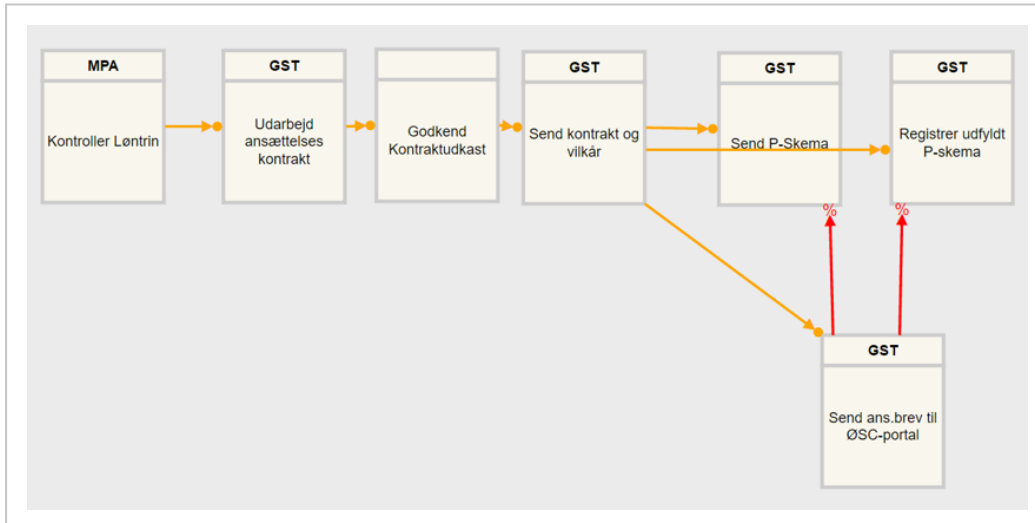 MPA
Kontroller Løntrin
GST
Udarbejd
ansættelses
kontrakt
Godkend
Kontraktudkast
GST
Send kontrakt og
vilkår
GST
Send P-Skema
%
GST
Registrer udfyldt
P-skema
%
GST
Send ans.brev til
ØSC-portal